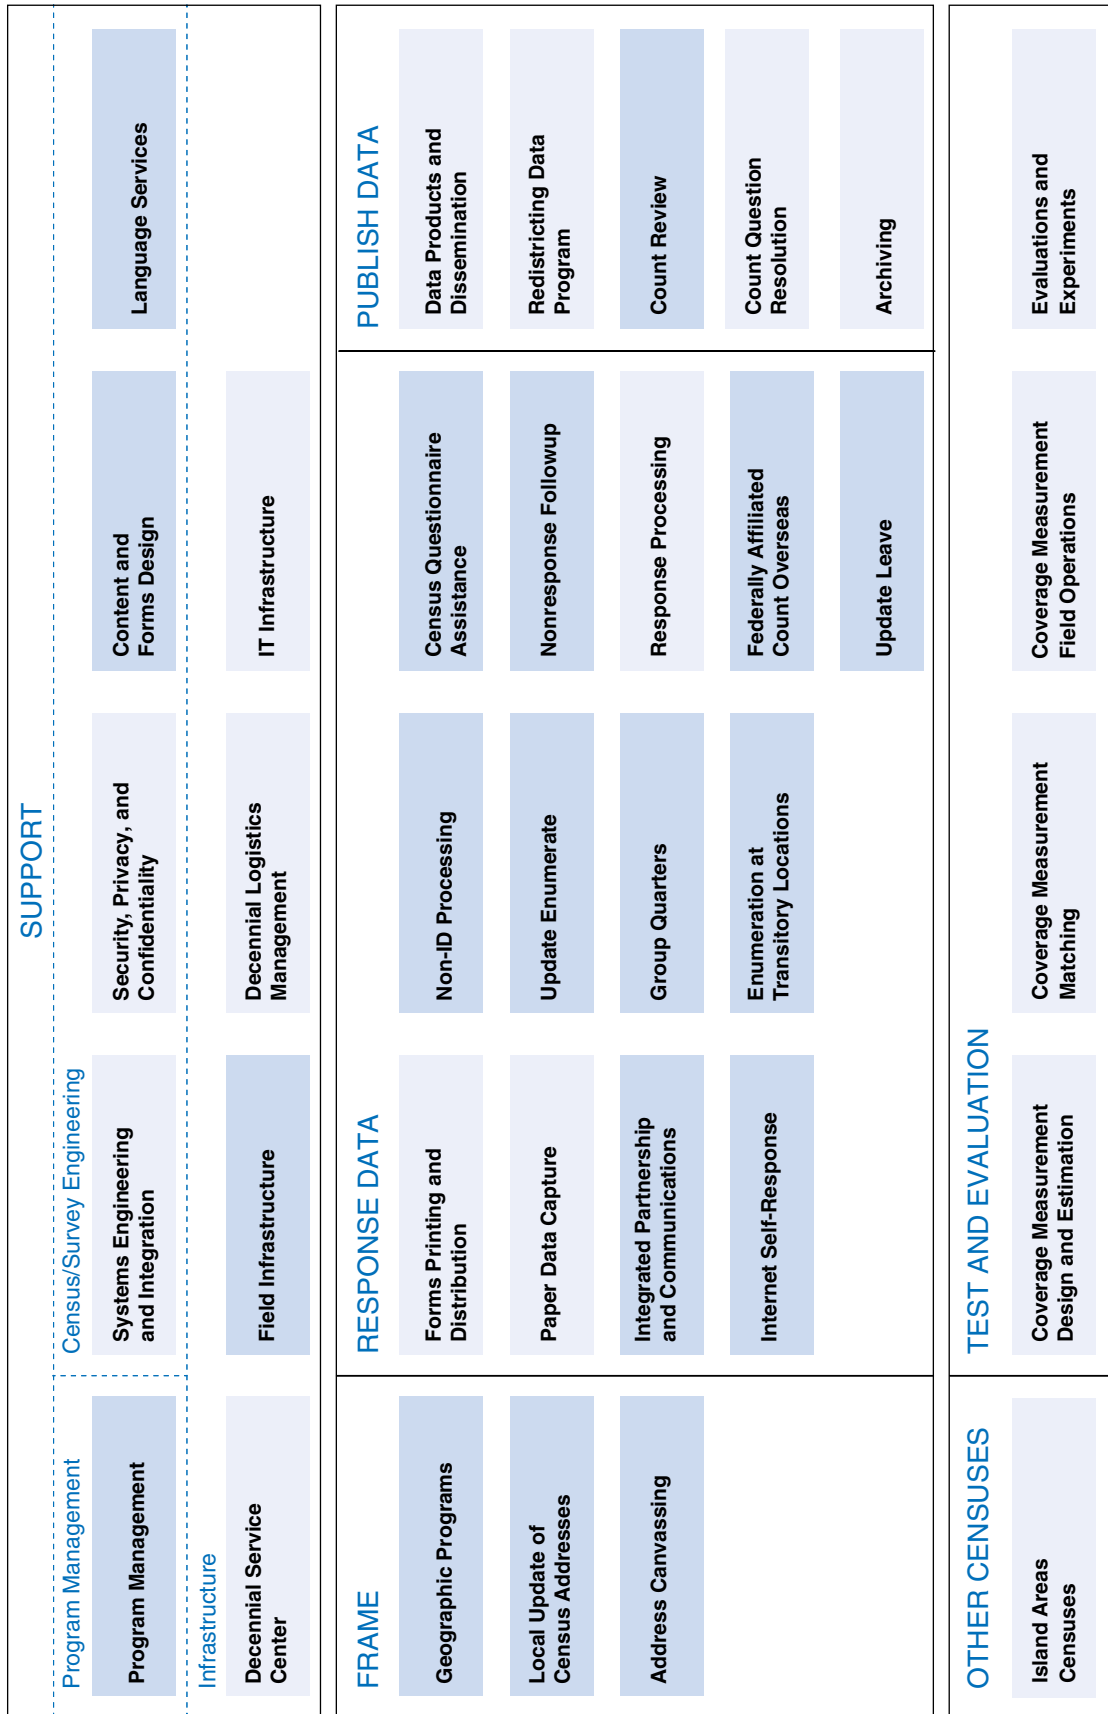 SUPPORT
Program Management
Program Management
Census/Survey Engineering
Systems Engineering
and Integration
Security, Privacy, and
Confidentiality
Content and
Forms Design
Language Services
Infrastructure
Decennial Service
Center
Field Infrastructure
Decennial Logistics
Management
IT Infrastructure
FRAME
Geographic Programs
Local Update of
Census Addresses
Address Canvassing
RESPONSE DATA
Forms Printing and
Distribution
Non-ID Processing
Census Questionnaire
Assistance
Paper Data Capture
Update Enumerate
Nonresponse Followup
Integrated Partnership
and Communications
Group Quarters
Response Processing
Internet Self-Response
Enumeration at
Transitory Locations
Federally Affiliated
Count Overseas
Update Leave
PUBLISH DATA
Data Products and
Dissemination
Redistricting Data
Program
Count Review
Count Question
Resolution
Archiving
OTHER CENSUSES
Island Areas
Censuses
TEST AND EVALUATION
Coverage Measurement
Design and Estimation
Coverage Measurement
Matching
Coverage Measurement
Field Operations
Evaluations and
Experiments